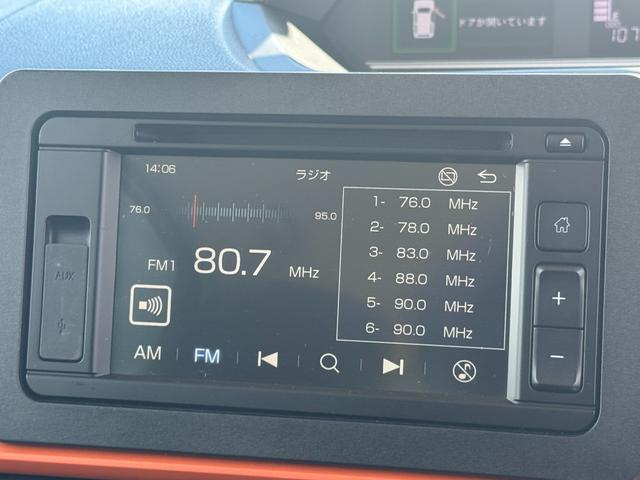 ドアが開いています
107
14:06
ラジオ
76.0
95.0
FM1 80.7 MHz
1- 76.0 MHz
2- 78.0 MHz
3- 83.0 MHz
4- 88.0 MHz
5- 90.0 MHz
6- 90.0 MHz
AM
FM
AUX
+
−